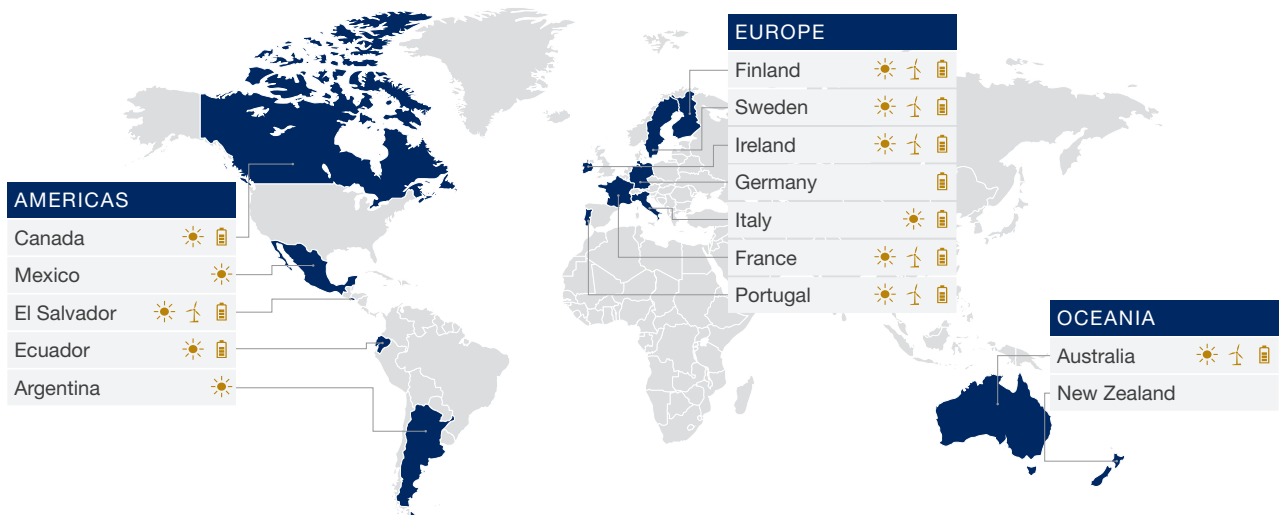 AMERICAS
Canada
Mexico
El Salvador
Ecuador
Argentina
EUROPE
Finland
Sweden
Ireland
Germany
Italy
France
Portugal
OCEANIA
Australia
New Zealand